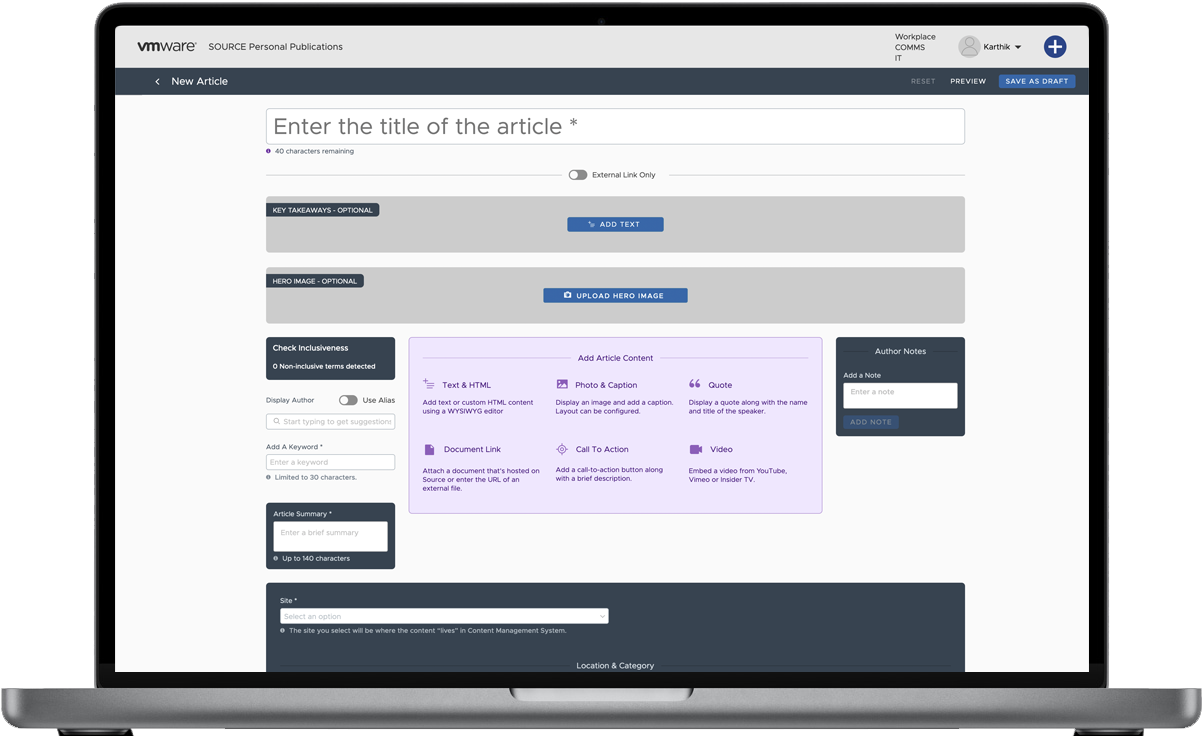 vmware® SOURCE Personal Publications
Workplace
COMMS
IT
Karthik
New Article
RESET PREVIEW SAVE AS DRAFT
Enter the title of the article *
40 characters remaining
External Link Only
KEY TAKEAWAYS - OPTIONAL
ADD TEXT
HERO IMAGE - OPTIONAL
UPLOAD HERO IMAGE
Check Inclusiveness
0 Non-inclusive terms detected
Display Author Use Alias
Start typing to get suggestions
Add A Keyword *
Enter a keyword
Limited to 30 characters.
Article Summary *
Enter a brief summary
Up to 140 characters
Add Article Content
Text & HTML
Add text or custom HTML content
using a WYSIWYG editor
Photo & Caption
Display an image and add a caption.
Layout can be configured.
Quote
Display a quote along with the name
and title of the speaker.
Document Link
Attach a document that's hosted on
Source or enter the URL of an
external file.
Call To Action
Add a call-to-action button along
with a brief description.
Video
Embed a video from YouTube,
Vimeo or Insider TV.
Author Notes
Add a Note
Enter a note
ADD NOTE
Site *
Select an option
The site you select will be where the content "lives" in Content Management System.
Location & Category